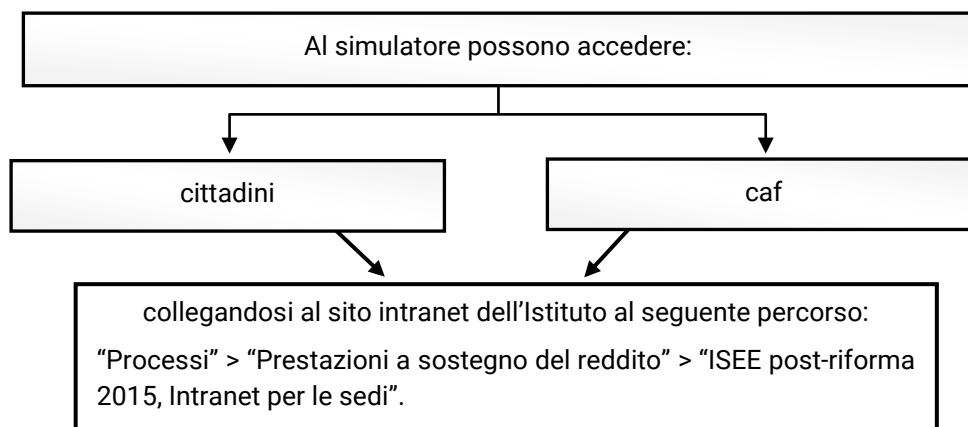 Al simulatore possono accedere:
cittadini
caf
collegandosi al sito intranet dell’Istituto al seguente percorso:
“Processi” > “Prestazioni a sostegno del reddito” > “ISEE post-riforma
2015, Intranet per le sedi”.